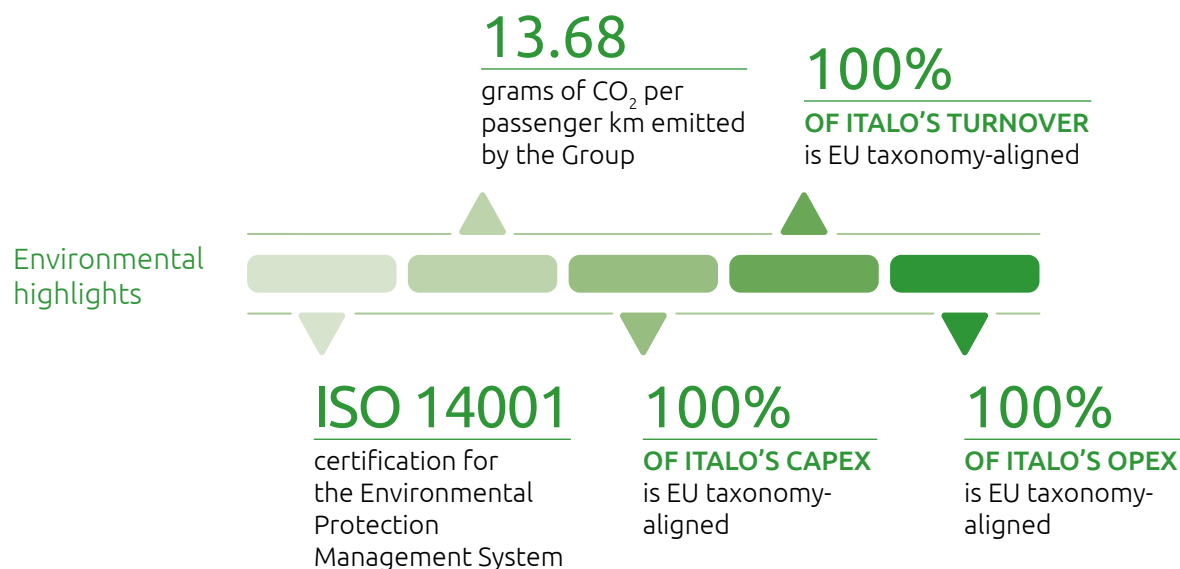 Environmental
highlights
13.68
grams of CO₂ per
passenger km emitted
by the Group
100%
OF ITALO’S TURNOVER
is EU taxonomy-aligned
ISO 14001
certification for
the Environmental
Protection
Management System
100%
OF ITALO’S CAPEX
is EU taxonomy-
aligned
100%
OF ITALO’S OPEX
is EU taxonomy-
aligned